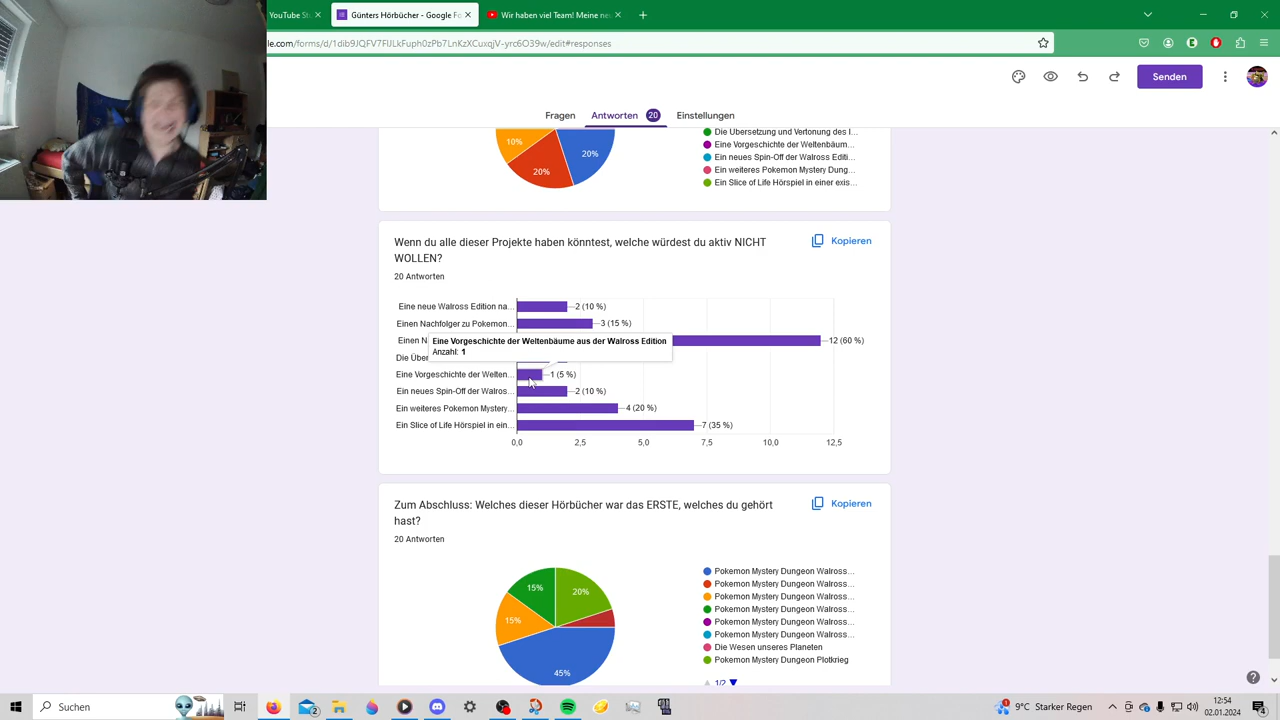 YouTube St
Günters Hörbücher - Google Fo
Wir haben viel Team! Meine ne
le.com/forms/d/1dib9JQFV7FIJLkFuph0zPb7LnKzXCuxqjV-yrc6O39w/edit#responses
Senden
Fragen
Antworten 20
Einstellungen
10%
20%
20%
Die Übersetzung und Vertonung des I...
Eine Vorgeschichte der Weltenbäum...
Ein neues Spin-Off der Walross Editi...
Ein weiteres Pokemon Mystery Dung...
Ein Slice of Life Hörspiel in einer exis...
Wenn du alle dieser Projekte haben könntest, welche würdest du aktiv NICHT
WOLLEN?
Kopieren
20 Antworten
Eine neue Walross Edition na...
2 (10 %)
Einen Nachfolger zu Pokemon...
3 (15 %)
Einen N
12 (60 %)
Eine Vorgeschichte der Weltenbäume aus der Walross Edition
Anzahl: 1
Die Über
Eine Vorgeschichte der Welten...
1 (5 %)
Ein neues Spin-Off der Walros...
2 (10 %)
Ein weiteres Pokemon Mystery...
4 (20 %)
Ein Slice of Life Hörspiel in ein...
7 (35 %)
0,0 2,5 5,0 7,5 10,0 12,5
Zum Abschluss: Welches dieser Hörbücher war das ERSTE, welches du gehört
hast?
Kopieren
20 Antworten
15%
20%
15%
45%
Pokemon Mystery Dungeon Walross...
Pokemon Mystery Dungeon Walross...
Pokemon Mystery Dungeon Walross...
Pokemon Mystery Dungeon Walross...
Pokemon Mystery Dungeon Walross...
Pokemon Mystery Dungeon Walross...
Die Wesen unseres Planeten
Pokemon Mystery Dungeon Plotkrieg
1/2
Suchen
2
1
9°C Starker Regen
12:54
02.01.2024